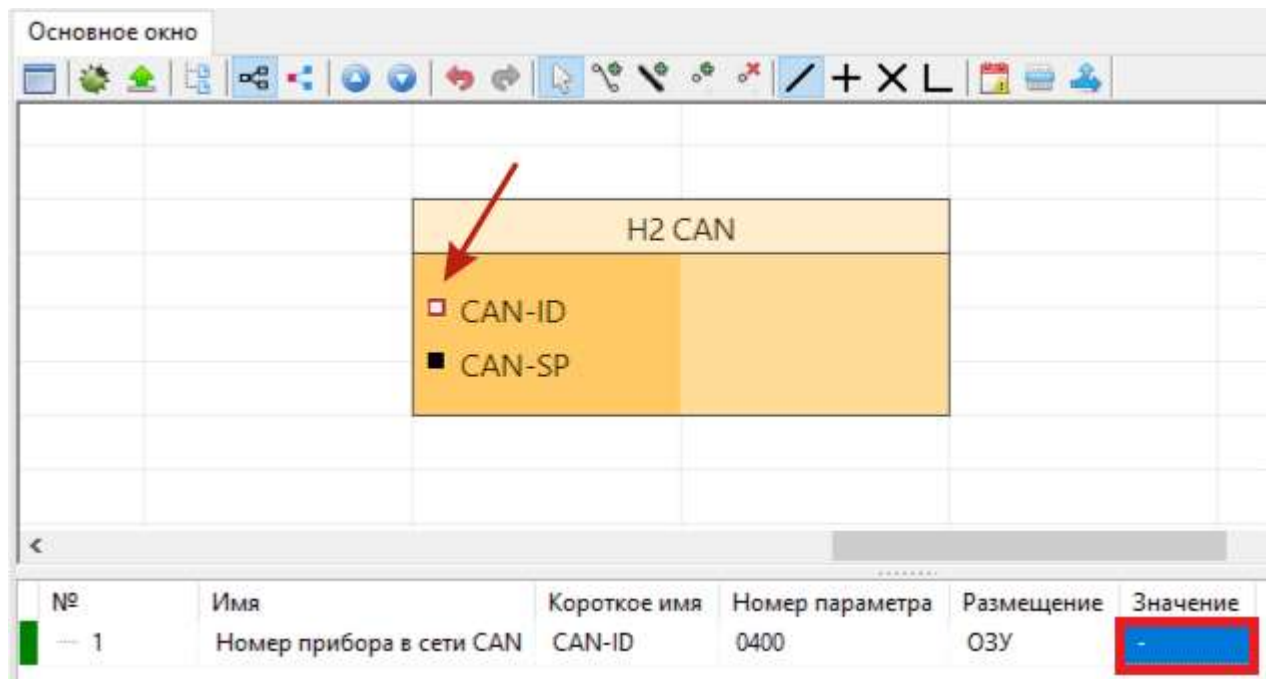 Основное окно
H2 CAN
CAN-ID
CAN-SP
№ Имя Короткое имя Номер параметра Размещение Значение
1 Номер прибора в сети CAN CAN-ID 0400 ОЗУ -